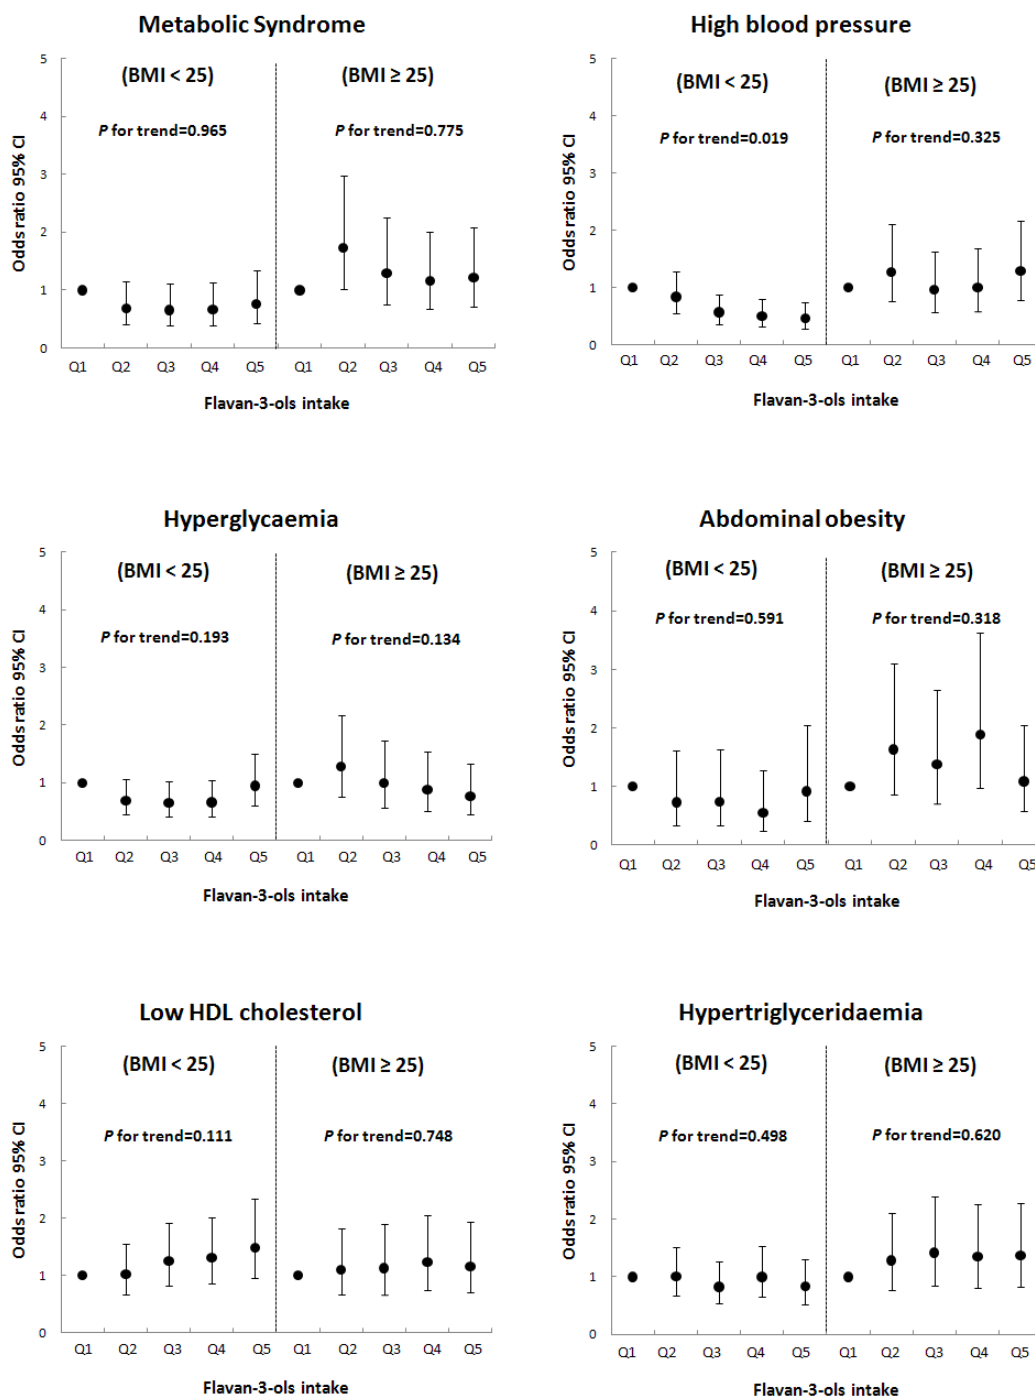 Metabolic Syndrome
Odds ratio 95% CI
5
4
3
2
1
0
(BMI < 25)
(BMI ≥ 25)
P for trend=0.965
P for trend=0.775
Q1 Q2 Q3 Q4 Q5 Q1 Q2 Q3 Q4 Q5
Flavan-3-ols intake
High blood pressure
Odds ratio 95% CI
5
4
3
2
1
0
(BMI < 25)
(BMI ≥ 25)
P for trend=0.019
P for trend=0.325
Q1 Q2 Q3 Q4 Q5 Q1 Q2 Q3 Q4 Q5
Flavan-3-ols intake
Hyperglycaemia
Odds ratio 95% CI
5
4
3
2
1
0
(BMI < 25)
(BMI ≥ 25)
P for trend=0.193
P for trend=0.134
Q1 Q2 Q3 Q4 Q5 Q1 Q2 Q3 Q4 Q5
Flavan-3-ols intake
Abdominal obesity
Odds ratio 95% CI
5
4
3
2
1
0
(BMI < 25)
(BMI ≥ 25)
P for trend=0.591
P for trend=0.318
Q1 Q2 Q3 Q4 Q5 Q1 Q2 Q3 Q4 Q5
Flavan-3-ols intake
Low HDL cholesterol
Odds ratio 95% CI
5
4
3
2
1
0
(BMI < 25)
(BMI ≥ 25)
P for trend=0.111
P for trend=0.748
Q1 Q2 Q3 Q4 Q5 Q1 Q2 Q3 Q4 Q5
Flavan-3-ols intake
Hypertriglyceridaemia
Odds ratio 95% CI
5
4
3
2
1
0
(BMI < 25)
(BMI ≥ 25)
P for trend=0.498
P for trend=0.620
Q1 Q2 Q3 Q4 Q5 Q1 Q2 Q3 Q4 Q5
Flavan-3-ols intake